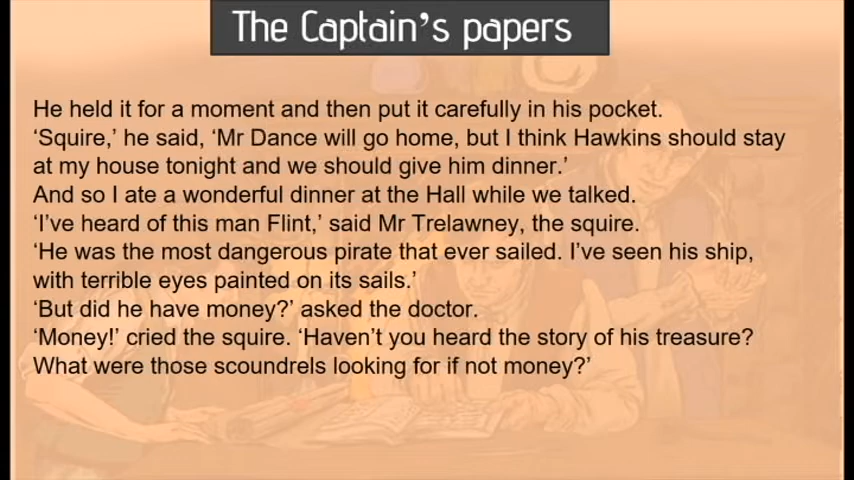 The Captain's papers
He held it for a moment and then put it carefully in his pocket.
‘Squire,’ he said, ‘Mr Dance will go home, but I think Hawkins should stay
at my house tonight and we should give him dinner.’
And so I ate a wonderful dinner at the Hall while we talked.
‘I’ve heard of this man Flint,’ said Mr Trelawney, the squire.
‘He was the most dangerous pirate that ever sailed. I’ve seen his ship,
with terrible eyes painted on its sails.’
‘But did he have money?’ asked the doctor.
‘Money!’ cried the squire. ‘Haven’t you heard the story of his treasure?
What were those scoundrels looking for if not money?’